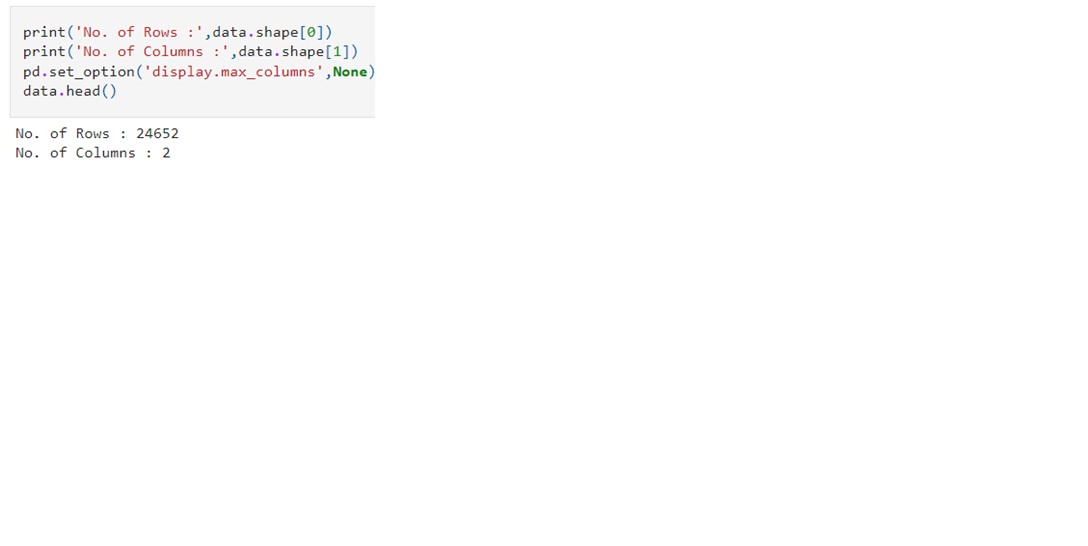 print('No. of Rows :',data.shape[0])
print('No. of Columns :',data.shape[1])
pd.set_option('display.max_columns',None)
data.head()
No. of Rows : 24652
No. of Columns : 2